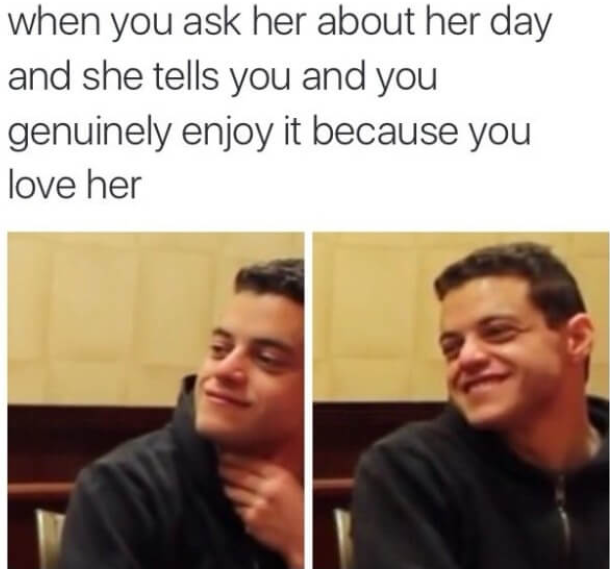 when you ask her about her day
and she tells you and you
genuinely enjoy it because you
love her